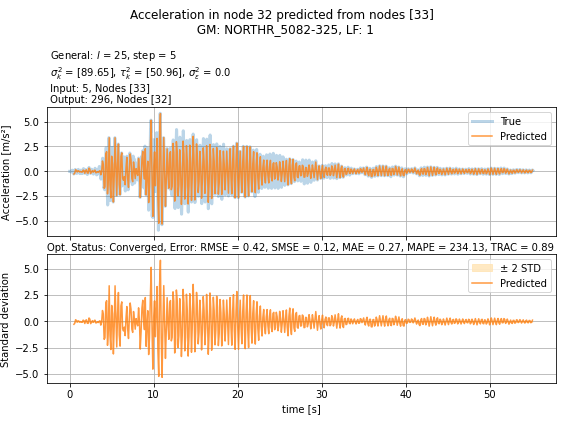 Acceleration in node 32 predicted from nodes [33]
GM: NORTHR_5082-325, LF: 1
General: l = 25, step = 5
σ²ₖ = [89.65], τ²ₖ = [50.96], σ²ε = 0.0
Input: 5, Nodes [33]
Output: 296, Nodes [32]
Acceleration [m/s²]
5.0
2.5
0.0
−2.5
−5.0
True
Predicted
Opt. Status: Converged, Error: RMSE = 0.42, SMSE = 0.12, MAE = 0.27, MAPE = 234.13, TRAC = 0.89
Standard deviation
5.0
2.5
0.0
−2.5
−5.0
± 2 STD
Predicted
0 10 20 30 40 50
time [s]